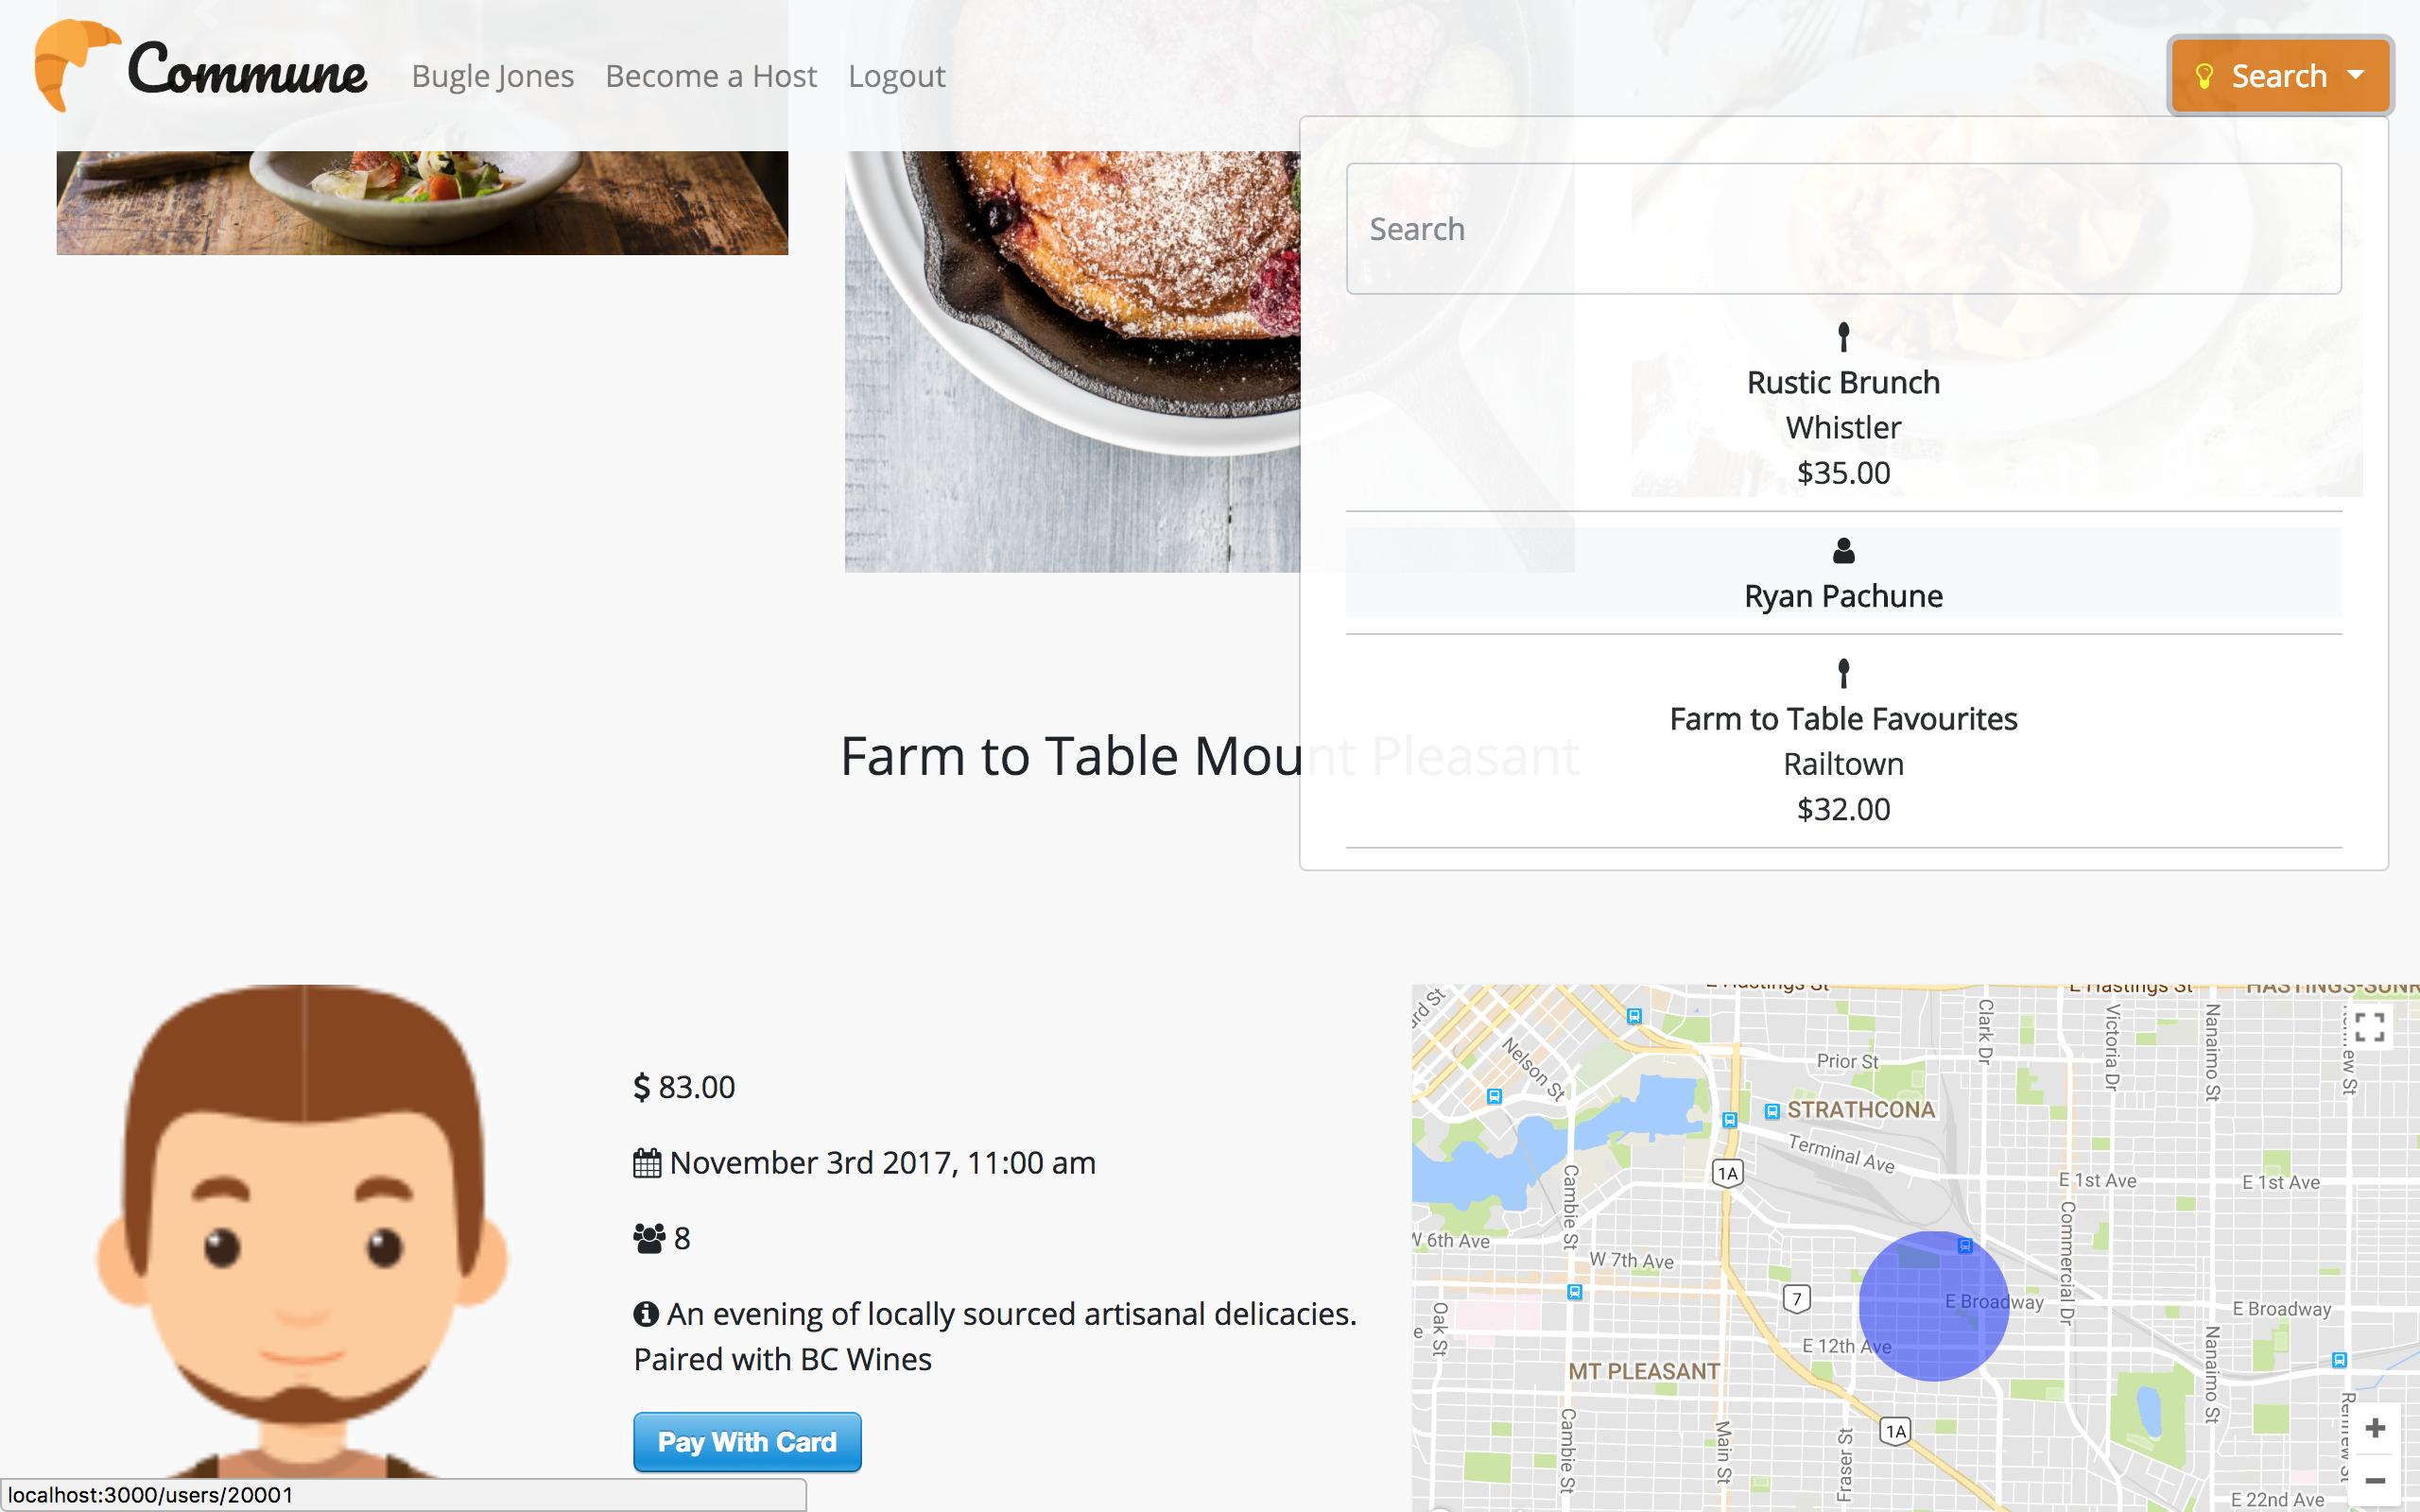 Commune
Bugle Jones
Become a Host
Logout
Search
Search
Rustic Brunch
Whistler
$35.00
Ryan Pachune
Farm to Table Favourites
Railtown
$32.00
Farm to Table Mount Pleasant
$ 83.00
November 3rd 2017, 11:00 am
8
An evening of locally sourced artisanal delicacies.
Paired with BC Wines
Pay With Card
E Hastings St
E Hastings St
Clark Dr
Victoria Dr
Nanaimo St
Nelson St
Prior St
STRATHCONA
Terminal Ave
1A
E 1st Ave
E 1st Ave
Cambie St
Commercial Dr
W 6th Ave
W 7th Ave
7
E Broadway
E Broadway
Oak St
E 12th Ave
MT PLEASANT
Nanaimo St
1A
Cambie St
Main St
Fraser St
E 22nd Ave
localhost:3000/users/20001